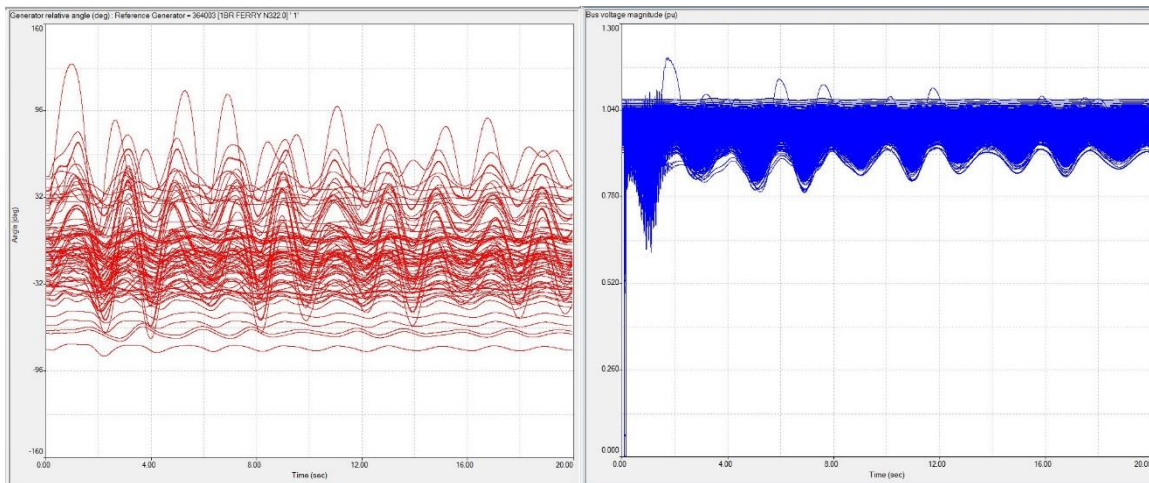 Generator relative angle (deg) : Reference Generator = 364003 [1BR FERRY N322.0] ' 1'
160
96
32
-32
-96
-160
Angle (deg)
0.00 4.00 8.00 12.00 16.00 20.00
Time (sec)
Bus voltage magnitude (pu)
1.300
1.040
0.780
0.520
0.260
0.000
0.00 4.00 8.00 12.00 16.00 20.00
Time (sec)